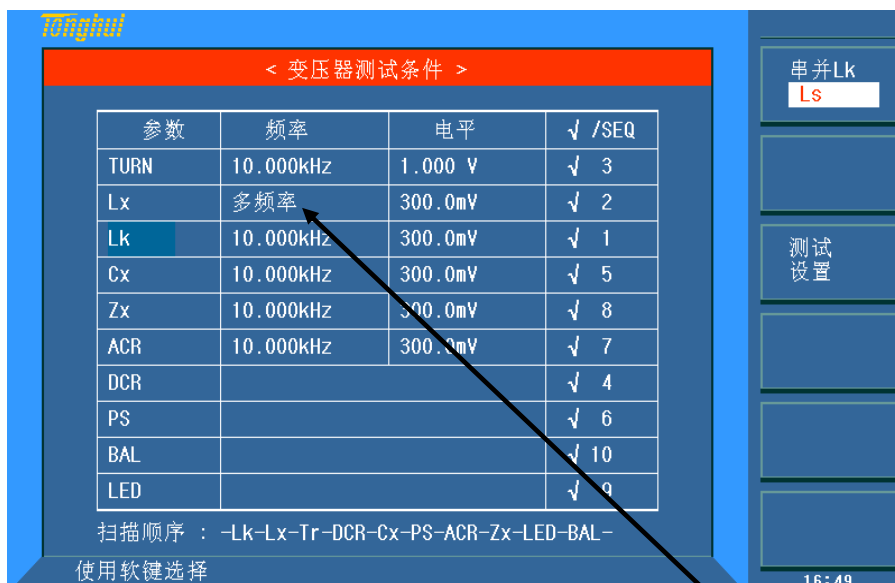 Tonghui
< 变压器测试条件 >
参数 频率 电平 √ /SEQ
TURN 10.000kHz 1.000 V √ 3
Lx 多频率 300.0mV √ 2
Lk 10.000kHz 300.0mV √ 1
Cx 10.000kHz 300.0mV √ 5
Zx 10.000kHz 300.0mV √ 8
ACR 10.000kHz 300.0mV √ 7
DCR √ 4
PS √ 6
BAL √ 10
LED √ 9
扫描顺序 : -Lk-Lx-Tr-DCR-Cx-PS-ACR-Zx-LED-BAL-
使用软键选择
串并Lk
Ls
测试
设置
16:49